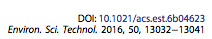 DOI: 10.1021/acs.est.6b04623
Environ. Sci. Technol. 2016, 50, 13032−13041